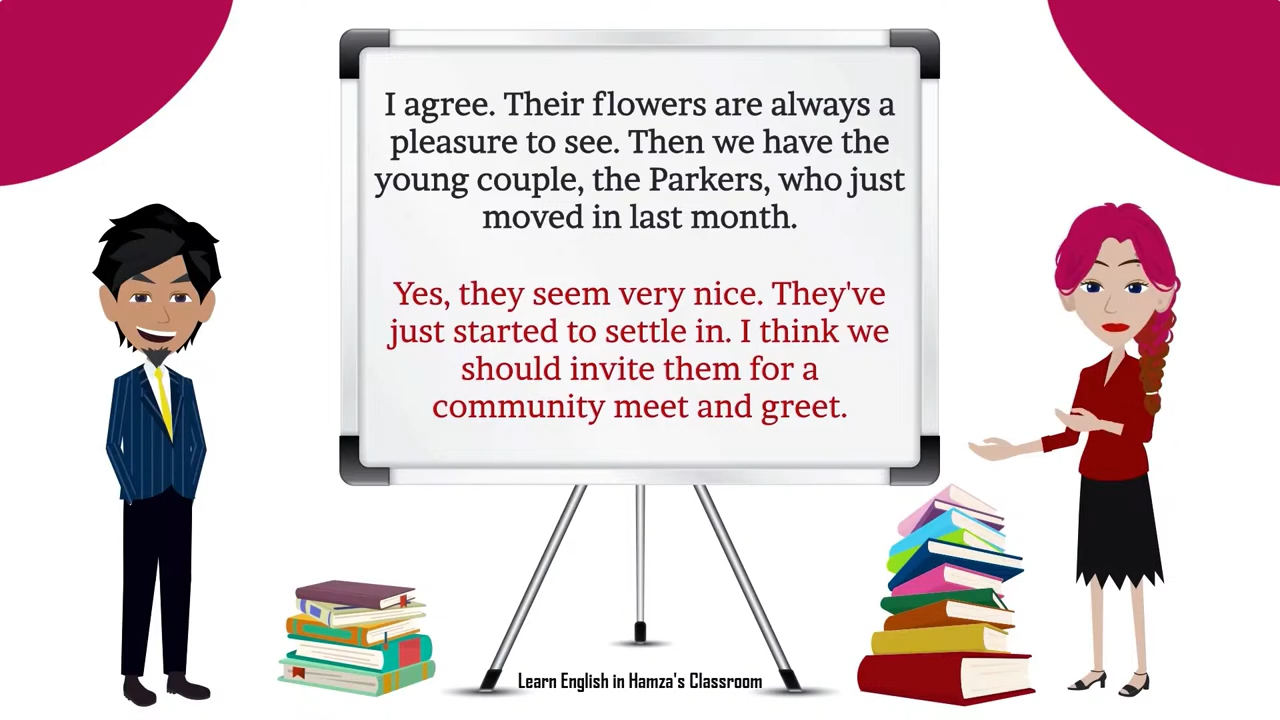 I agree. Their flowers are always a
pleasure to see. Then we have the
young couple, the Parkers, who just
moved in last month.
Yes, they seem very nice. They've
just started to settle in. I think we
should invite them for a
community meet and greet.
Learn English in Hamza's Classroom